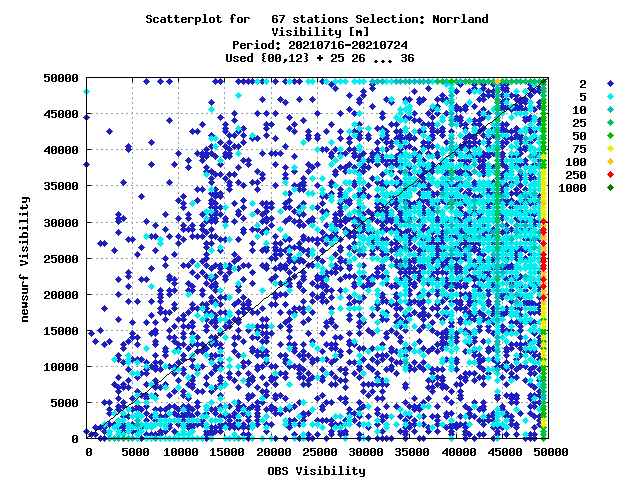 Scatterplot for   67 stations Selection: Norrland
Visibility [m]
Period: 20210716-20210724
Used {00,12} + 25 26 ... 36
50000
45000
40000
35000
30000
25000
20000
15000
10000
5000
0
newsurf Visibility
0 5000 10000 15000 20000 25000 30000 35000 40000 45000 50000
OBS Visibility
2
5
10
25
50
75
100
250
1000